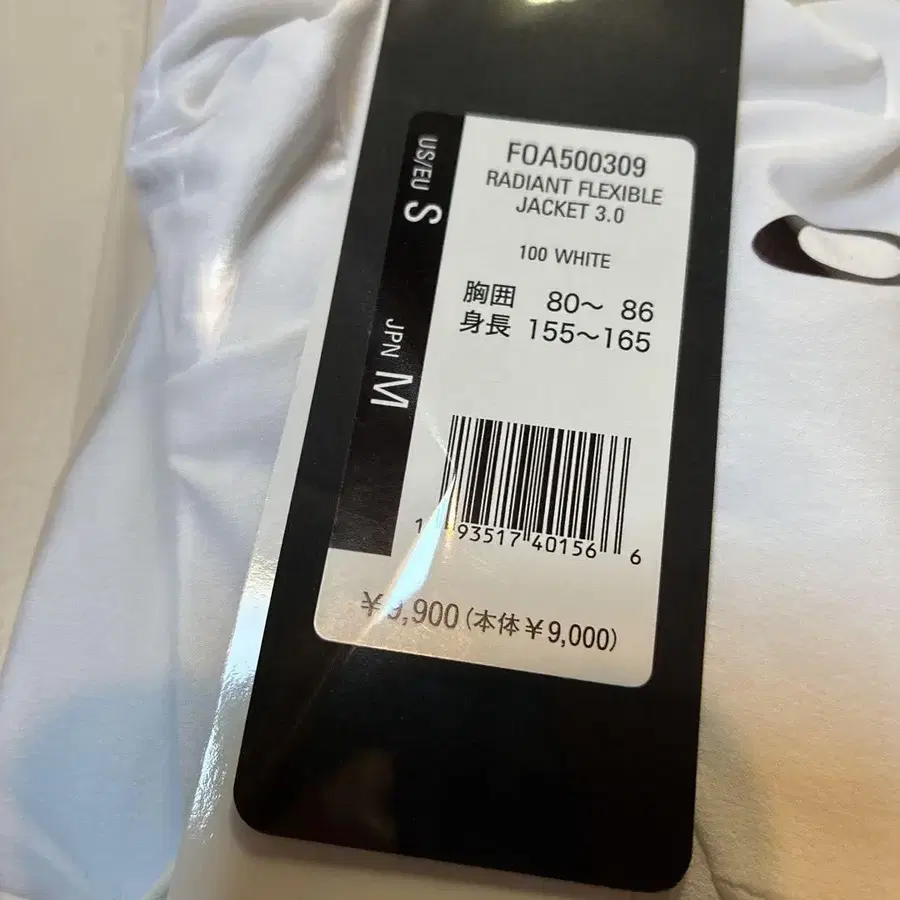 US/EU S
JPN M
FOA500309
RADIANT FLEXIBLE
JACKET 3.0
100 WHITE
胸囲 80〜 86
身長 155〜165
93517 40156 6
¥9,900(本体¥9,000)